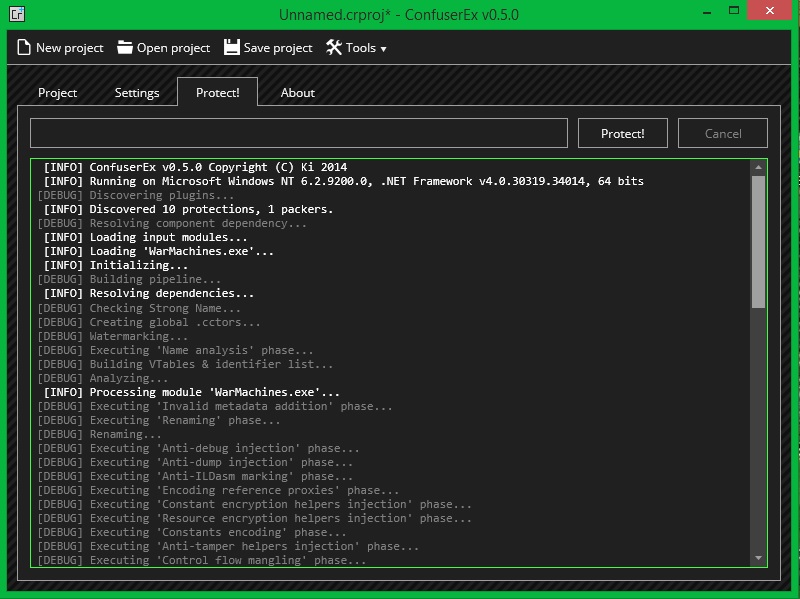 Cr
Unnamed.crproj* - ConfuserEx v0.5.0
New project Open project Save project Tools
Project Settings Protect! About
Protect! Cancel
[INFO] ConfuserEx v0.5.0 Copyright (C) Ki 2014
[INFO] Running on Microsoft Windows NT 6.2.9200.0, .NET Framework v4.0.30319.34014, 64 bits
[DEBUG] Discovering plugins...
[INFO] Discovered 10 protections, 1 packers.
[DEBUG] Resolving component dependency...
[INFO] Loading input modules...
[INFO] Loading 'WarMachines.exe'...
[INFO] Initializing...
[DEBUG] Building pipeline...
[INFO] Resolving dependencies...
[DEBUG] Checking Strong Name...
[DEBUG] Creating global .cctors...
[DEBUG] Watermarking...
[DEBUG] Executing 'Name analysis' phase...
[DEBUG] Building VTables & identifier list...
[DEBUG] Analyzing...
[INFO] Processing module 'WarMachines.exe'...
[DEBUG] Executing 'Invalid metadata addition' phase...
[DEBUG] Executing 'Renaming' phase...
[DEBUG] Renaming...
[DEBUG] Executing 'Anti-debug injection' phase...
[DEBUG] Executing 'Anti-dump injection' phase...
[DEBUG] Executing 'Anti-ILDasm marking' phase...
[DEBUG] Executing 'Encoding reference proxies' phase...
[DEBUG] Executing 'Constant encryption helpers injection' phase...
[DEBUG] Executing 'Resource encryption helpers injection' phase...
[DEBUG] Executing 'Constants encoding' phase...
[DEBUG] Executing 'Anti-tamper helpers injection' phase...
[DEBUG] Executing 'Control flow mangling' phase...